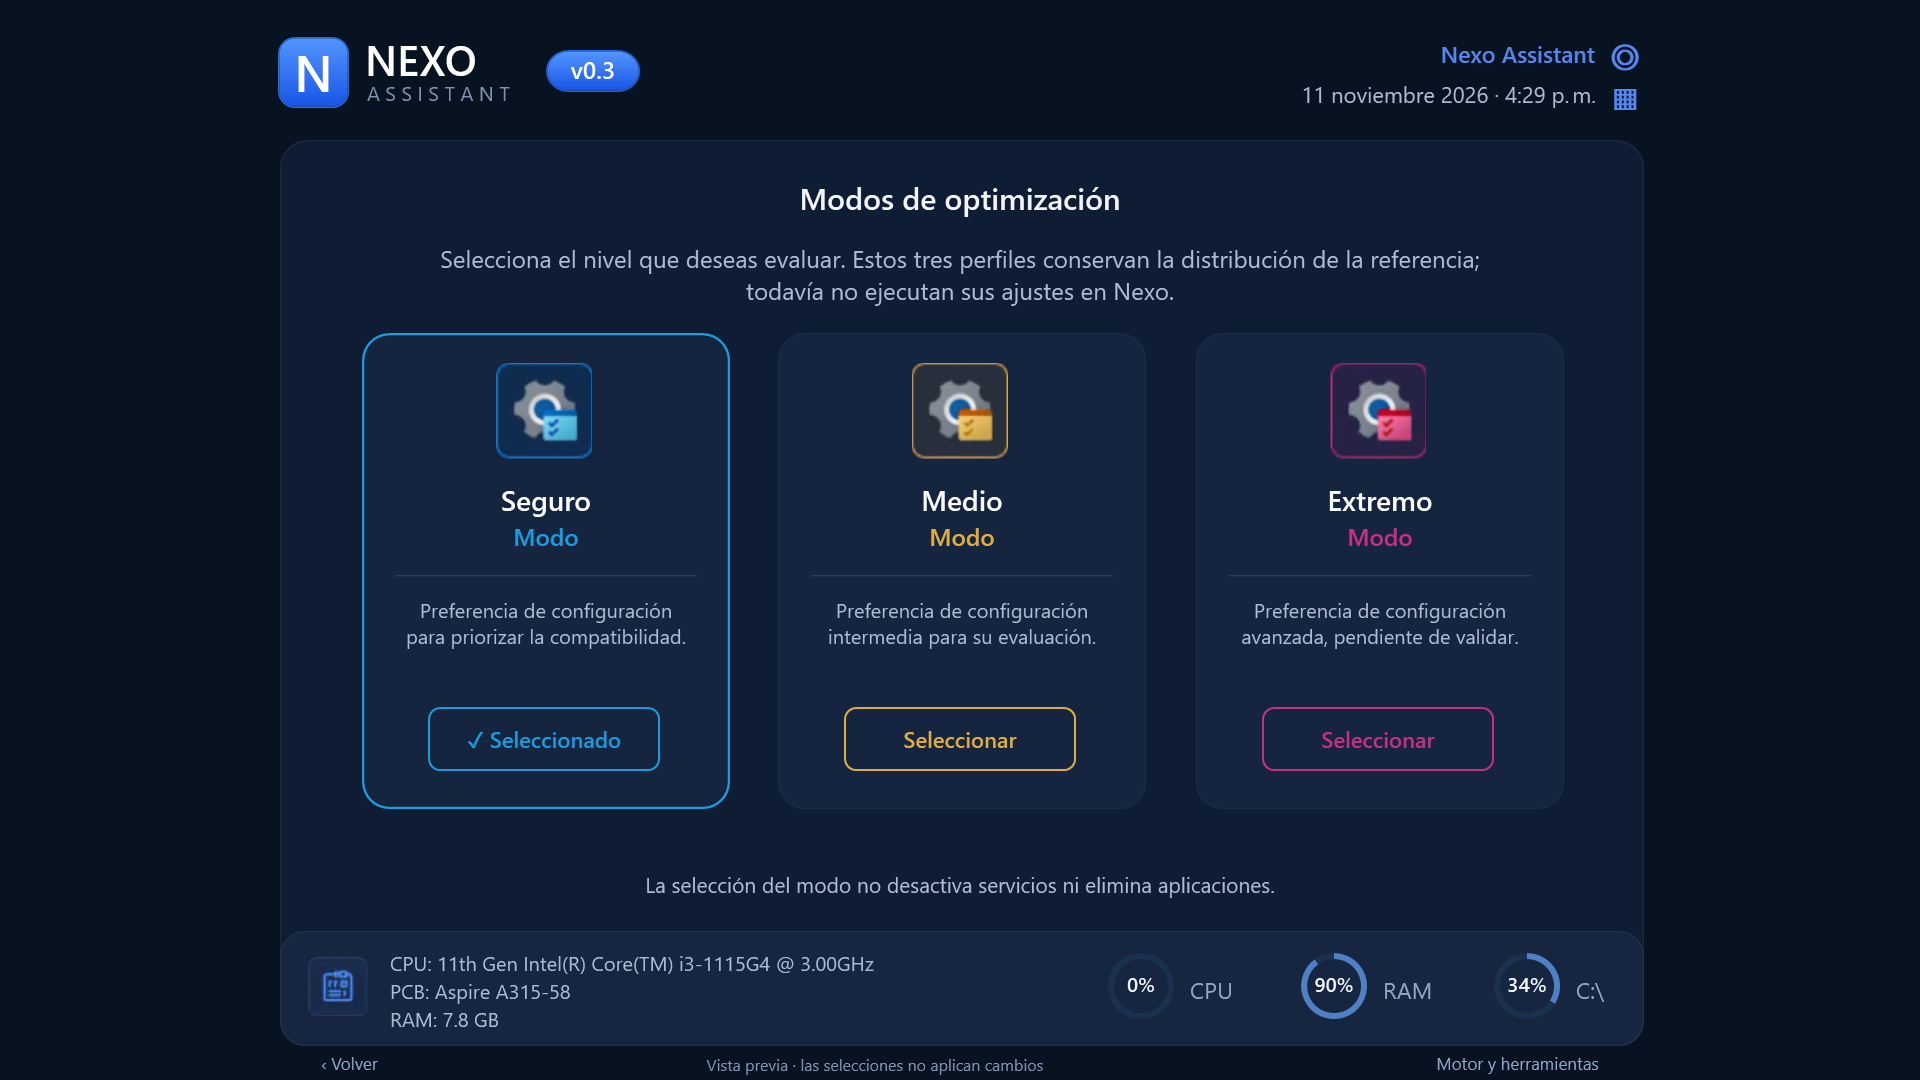 N
NEXO
ASSISTANT
v0.3
Nexo Assistant
11 noviembre 2026 · 4:29 p. m.
Modos de optimización
Selecciona el nivel que deseas evaluar. Estos tres perfiles conservan la distribución de la referencia;
todavía no ejecutan sus ajustes en Nexo.
Seguro
Modo
Preferencia de configuración
para priorizar la compatibilidad.
✓ Seleccionado
Medio
Modo
Preferencia de configuración
intermedia para su evaluación.
Seleccionar
Extremo
Modo
Preferencia de configuración
avanzada, pendiente de validar.
Seleccionar
La selección del modo no desactiva servicios ni elimina aplicaciones.
CPU: 11th Gen Intel(R) Core(TM) i3-1115G4 @ 3.00GHz
PCB: Aspire A315-58
RAM: 7.8 GB
0% CPU
90% RAM
34% C:\
‹ Volver
Vista previa · las selecciones no aplican cambios
Motor y herramientas